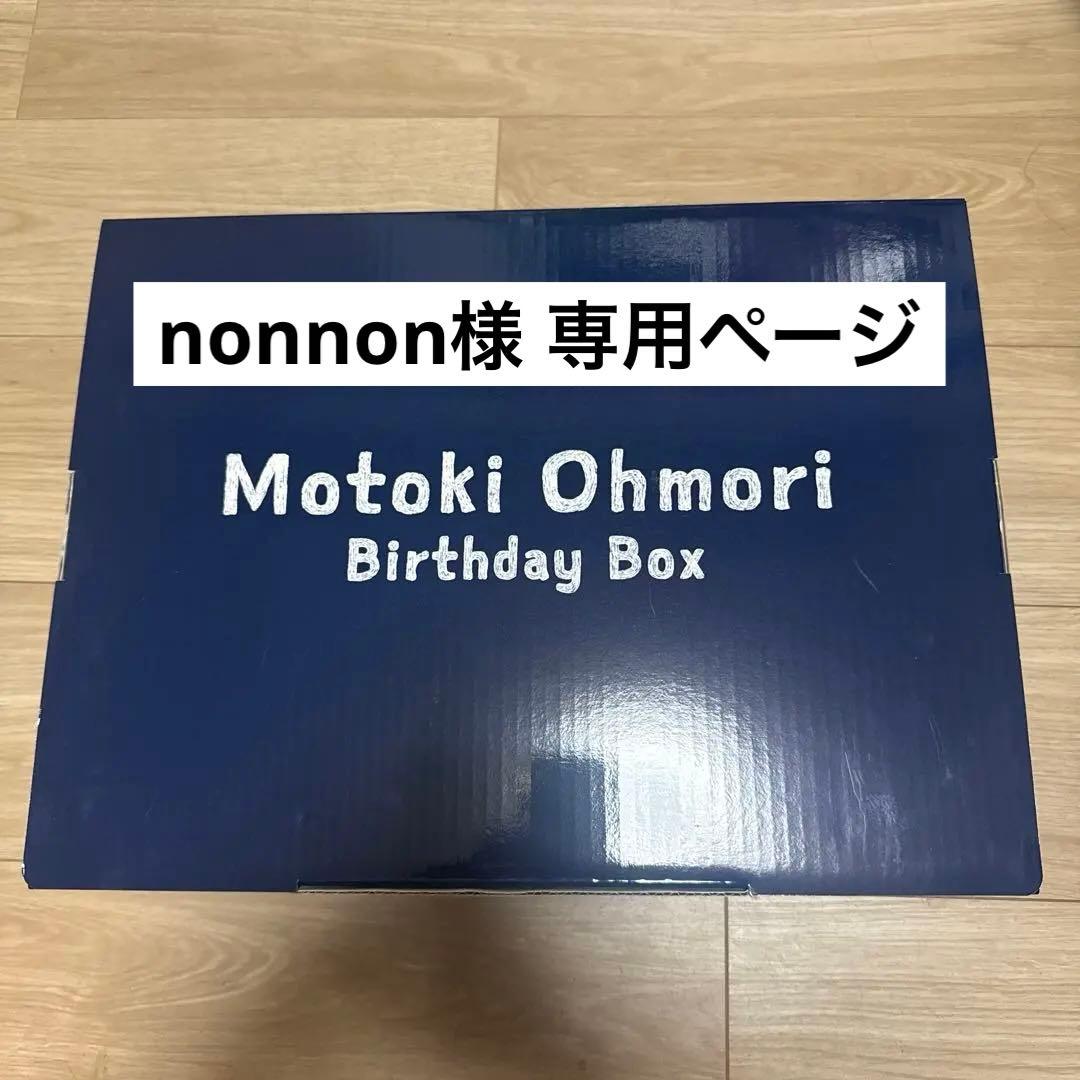 nonnon様 専用ページ
Motoki Ohmori
Birthday Box